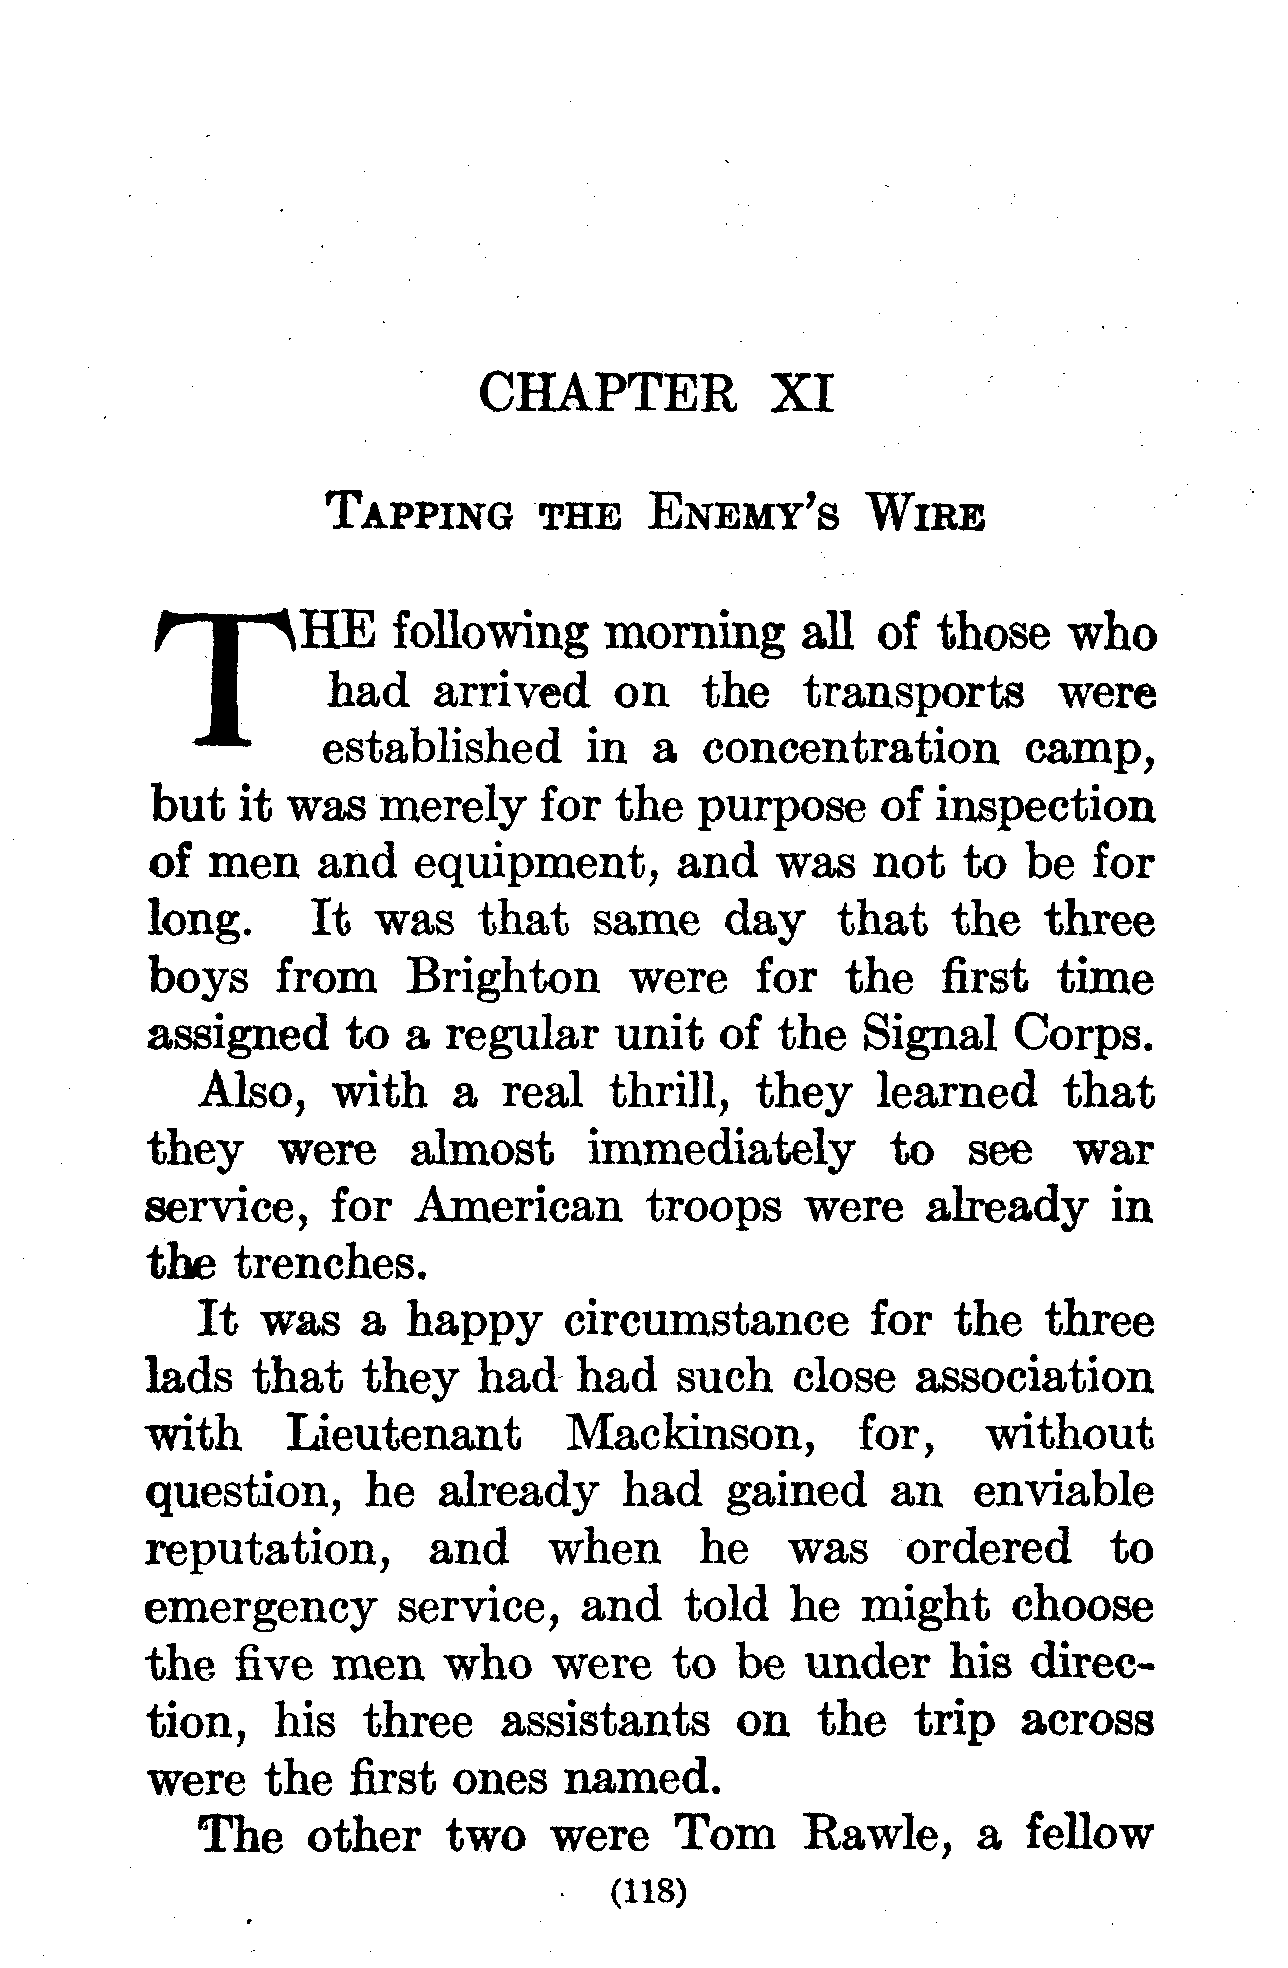 CHAPTER XI
Tapping the Enemy's Wire
THE following morning all of those who
had arrived on the transports were
established in a concentration camp,
but it was merely for the purpose of inspection
of men and equipment, and was not to be for
long. It was that same day that the three
boys from Brighton were for the first time
assigned to a regular unit of the Signal Corps.
Also, with a real thrill, they learned that
they were almost immediately to see war
service, for American troops were already in
the trenches.
It was a happy circumstance for the three
lads that they had had such close association
with Lieutenant Mackinson, for, without
question, he already had gained an enviable
reputation, and when he was ordered to
emergency service, and told he might choose
the five men who were to be under his direc-
tion, his three assistants on the trip across
were the first ones named.
The other two were Tom Rawle, a fellow
(118)